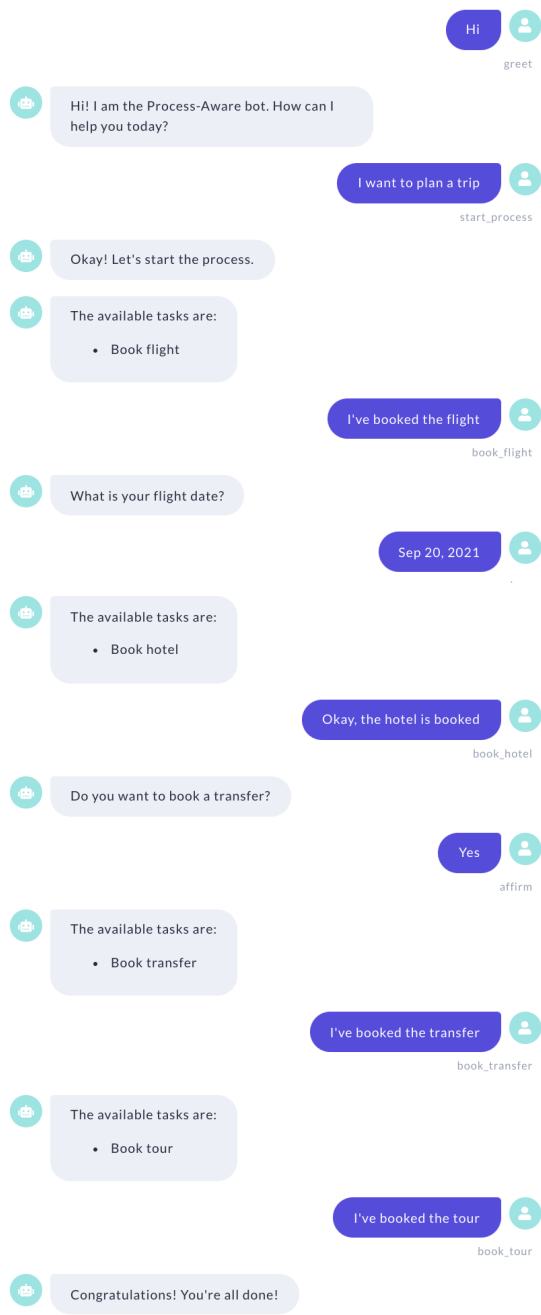 Hi
greet
Hi! I am the Process-Aware bot. How can I
help you today?
I want to plan a trip
start_process
Okay! Let's start the process.
The available tasks are:
• Book flight
I've booked the flight
book_flight
What is your flight date?
Sep 20, 2021
.
The available tasks are:
• Book hotel
Okay, the hotel is booked
book_hotel
Do you want to book a transfer?
Yes
affirm
The available tasks are:
• Book transfer
I've booked the transfer
book_transfer
The available tasks are:
• Book tour
I've booked the tour
book_tour
Congratulations! You're all done!